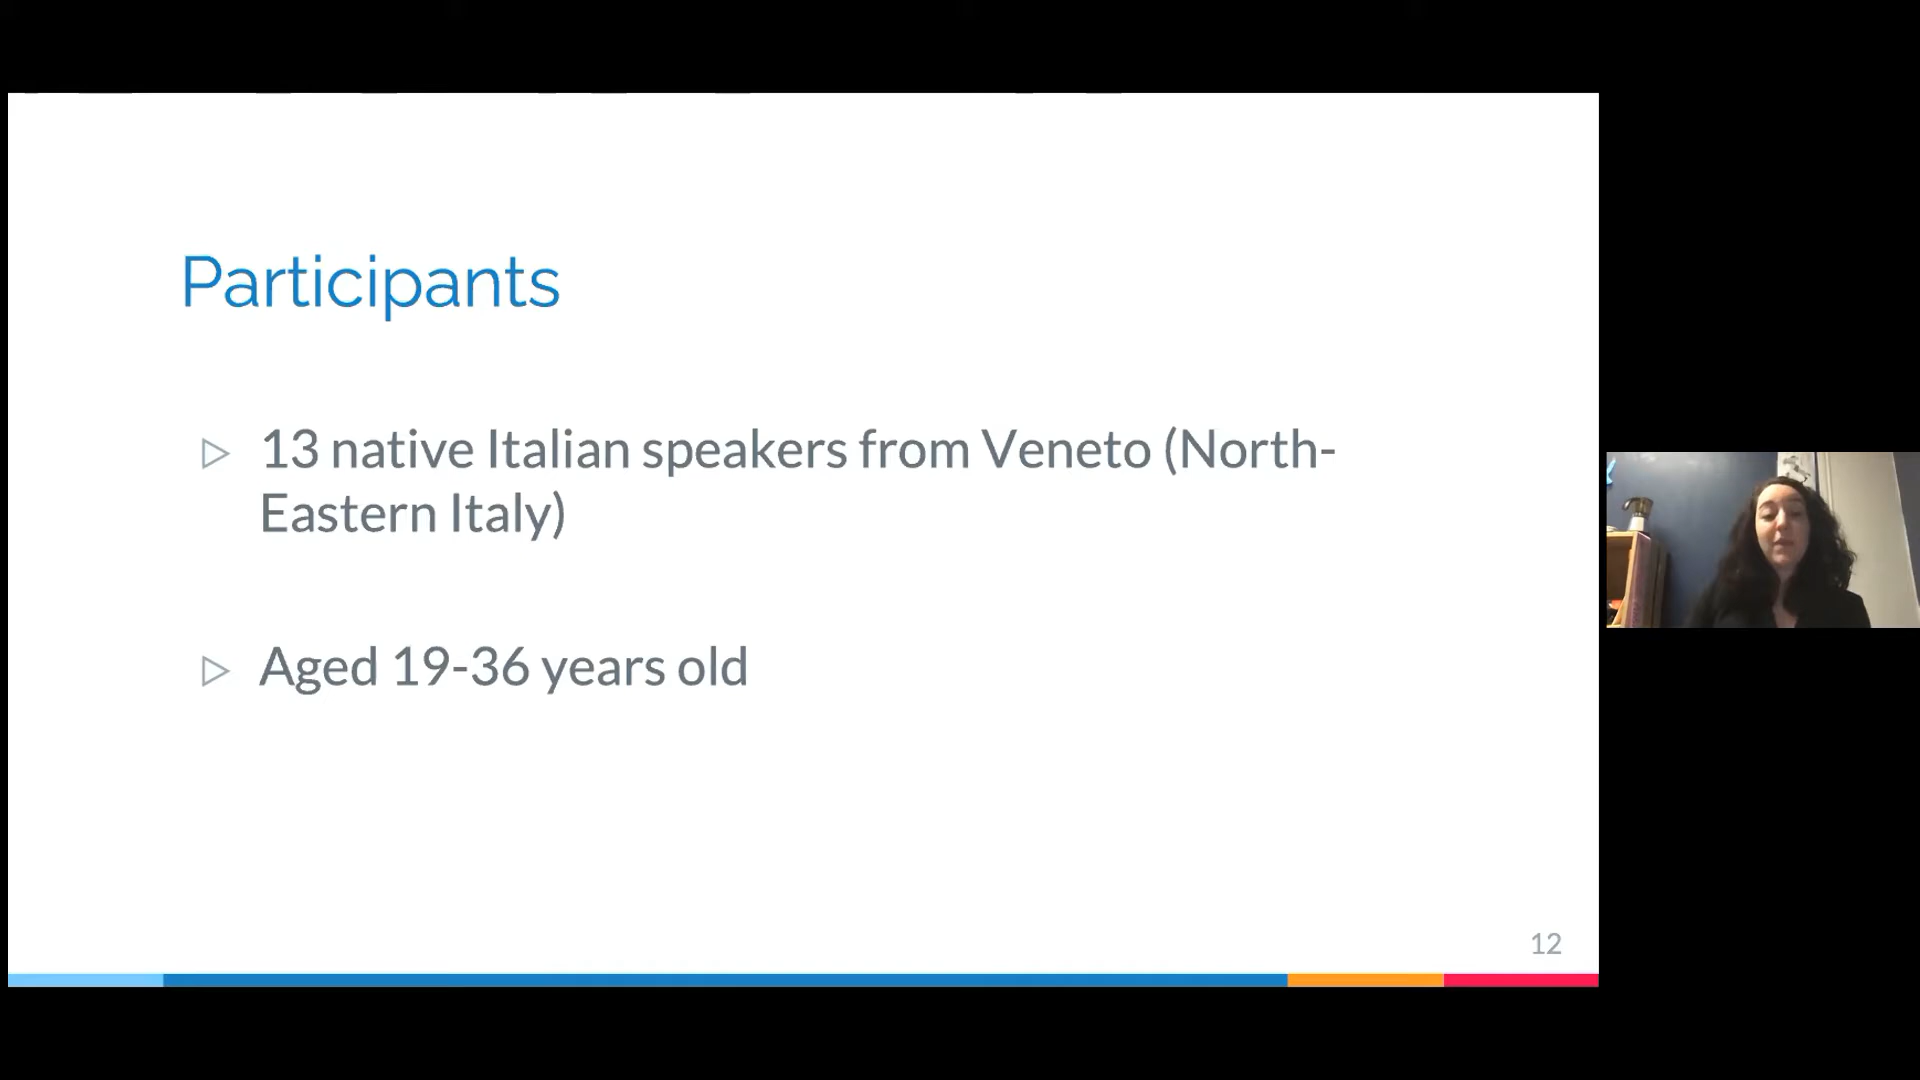 Participants
▷ 13 native Italian speakers from Veneto (North-
Eastern Italy)
▷ Aged 19-36 years old
12